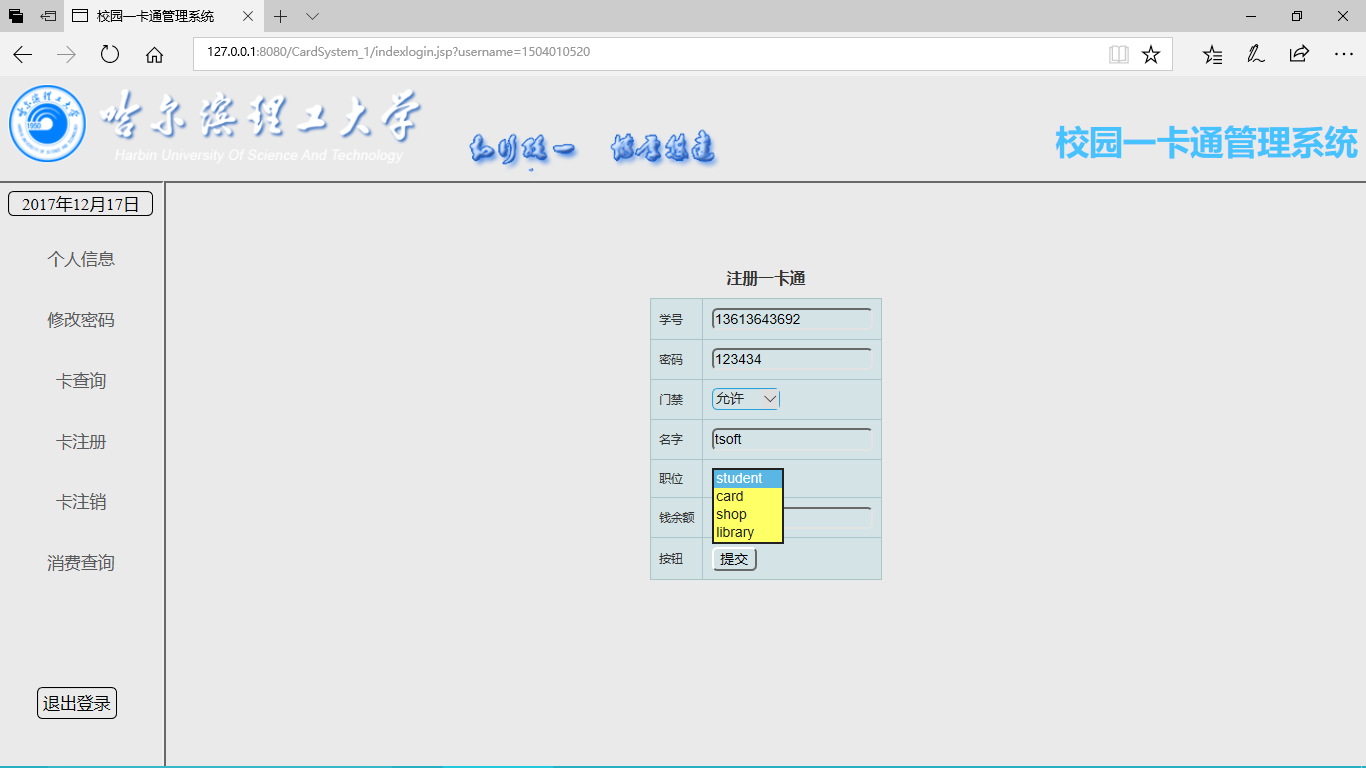 校园一卡通管理系统
127.0.0.1:8080/CardSystem_1/indexlogin.jsp?username=1504010520
哈尔滨理工大学
Harbin University Of Science And Technology
1950
校园一卡通管理系统
2017年12月17日
个人信息
修改密码
卡查询
卡注册
卡注销
消费查询
退出登录
注册一卡通
学号 13613643692
密码 123434
门禁 允许
名字 tsoft
职位 student
card
shop
library
钱余额
按钮 提交